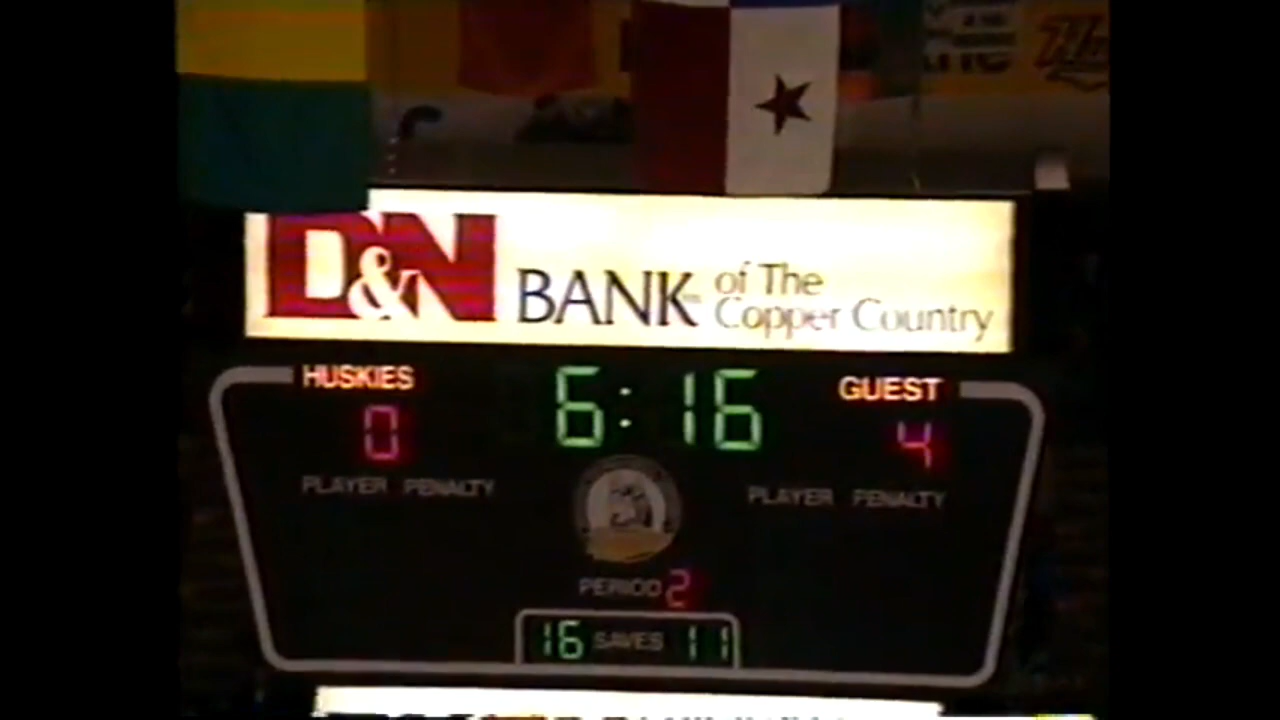 D&N BANK of The
Copper Country
HUSKIES 6:16 GUEST
0 4
PLAYER PENALTY PLAYER PENALTY
PERIOD 2
16 SAVES 11